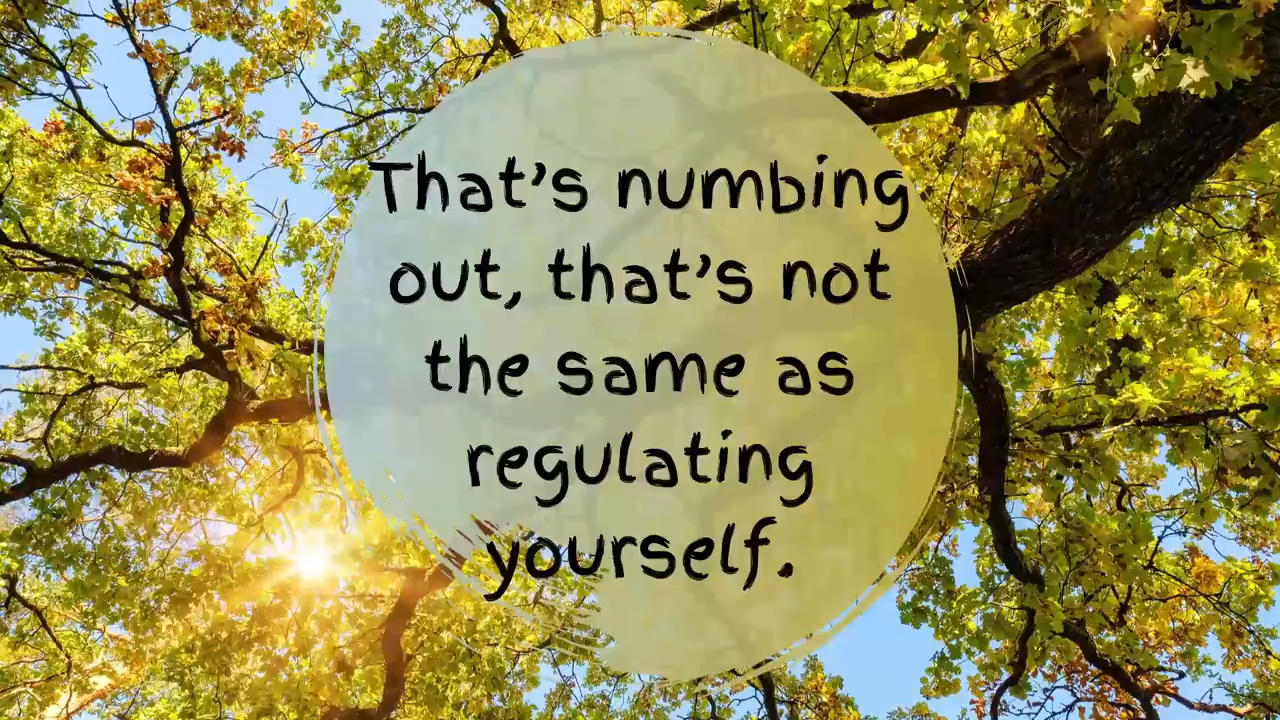 That's numbing
out, that's not
the same as
regulating
yourself.